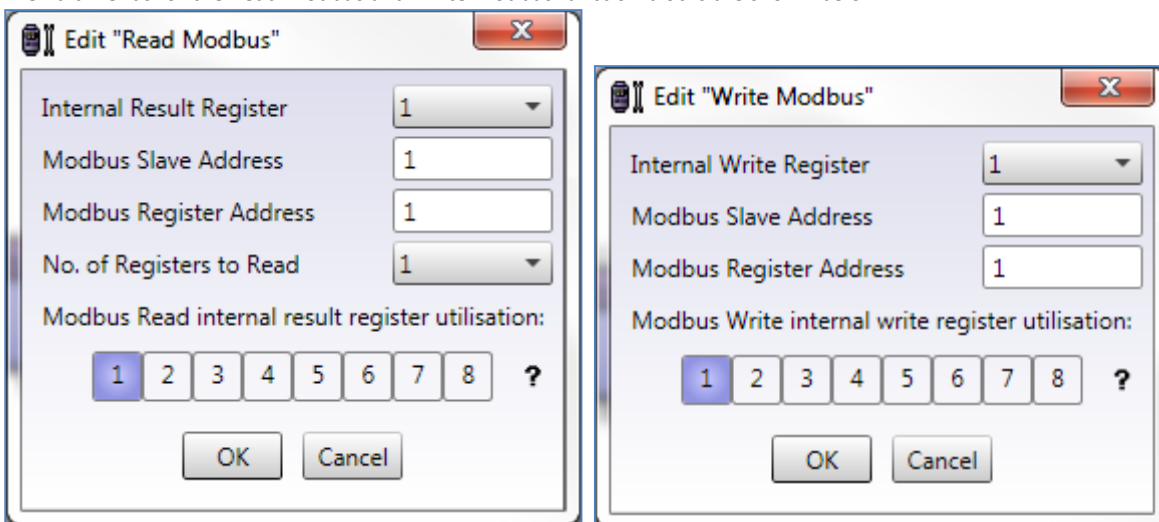 Edit "Read Modbus"
Internal Result Register 1
Modbus Slave Address 1
Modbus Register Address 1
No. of Registers to Read 1
Modbus Read internal result register utilisation:
1 2 3 4 5 6 7 8 ?
OK Cancel
Edit "Write Modbus"
Internal Write Register 1
Modbus Slave Address 1
Modbus Register Address 1
Modbus Write internal write register utilisation:
1 2 3 4 5 6 7 8 ?
OK Cancel